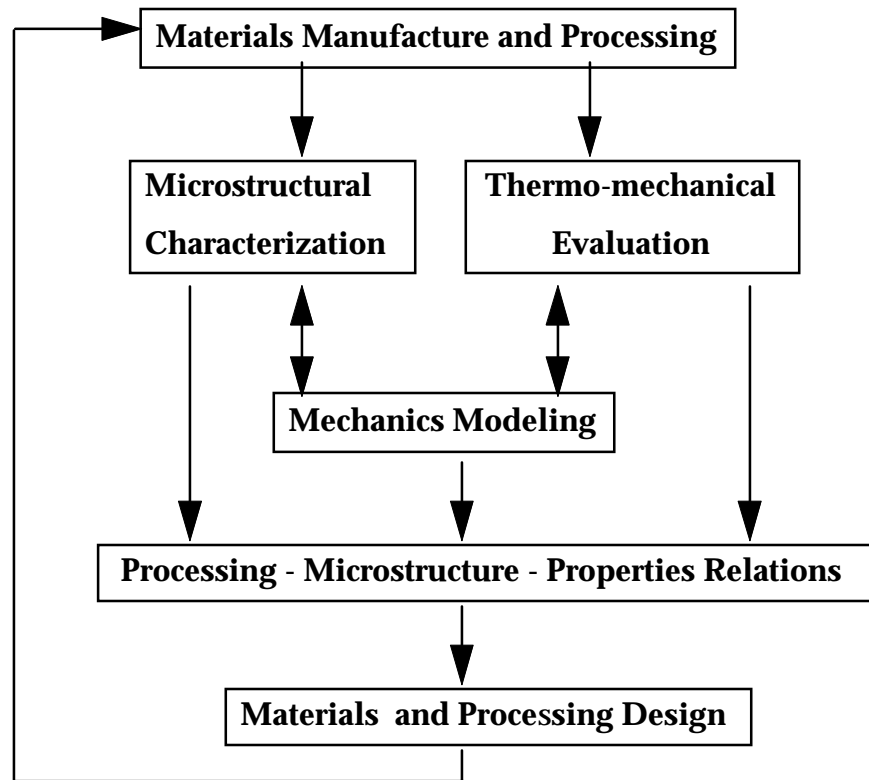 Materials Manufacture and Processing
Microstructural
Characterization
Thermo-mechanical
Evaluation
Mechanics Modeling
Processing - Microstructure - Properties Relations
Materials and Processing Design